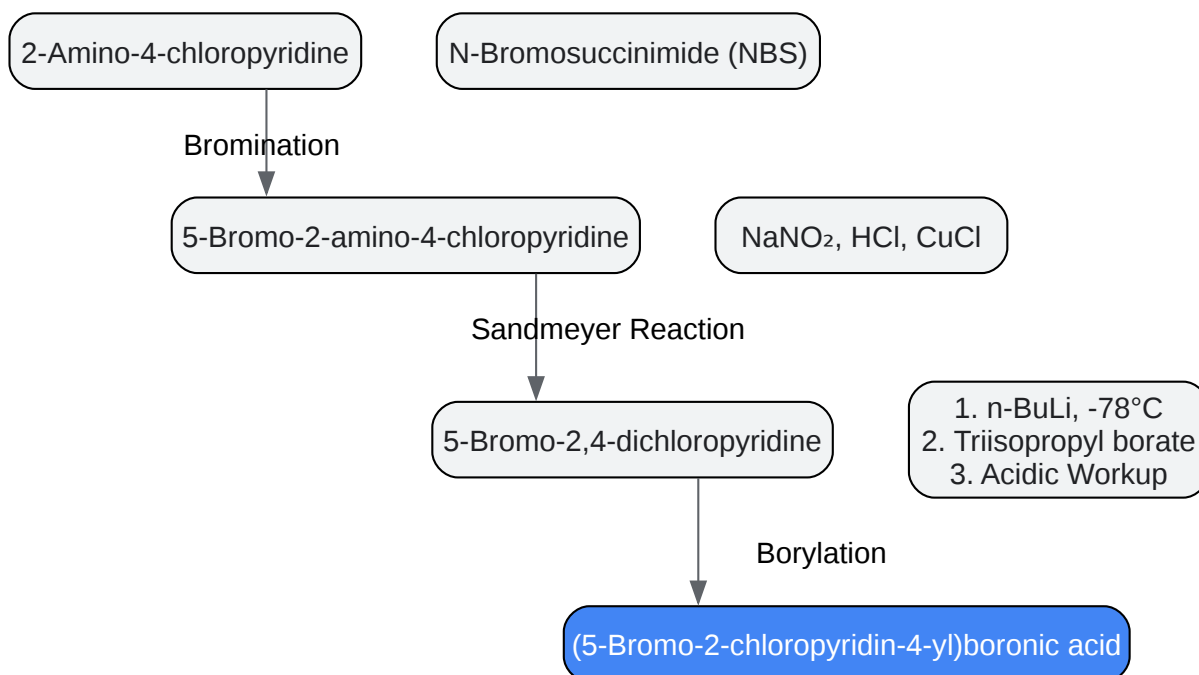 2-Amino-4-chloropyridine
N-Bromosuccinimide (NBS)
Bromination
5-Bromo-2-amino-4-chloropyridine
NaNO₂, HCl, CuCl
Sandmeyer Reaction
5-Bromo-2,4-dichloropyridine
1. n-BuLi, -78°C
2. Triisopropyl borate
3. Acidic Workup
Borylation
(5-Bromo-2-chloropyridin-4-yl)boronic acid